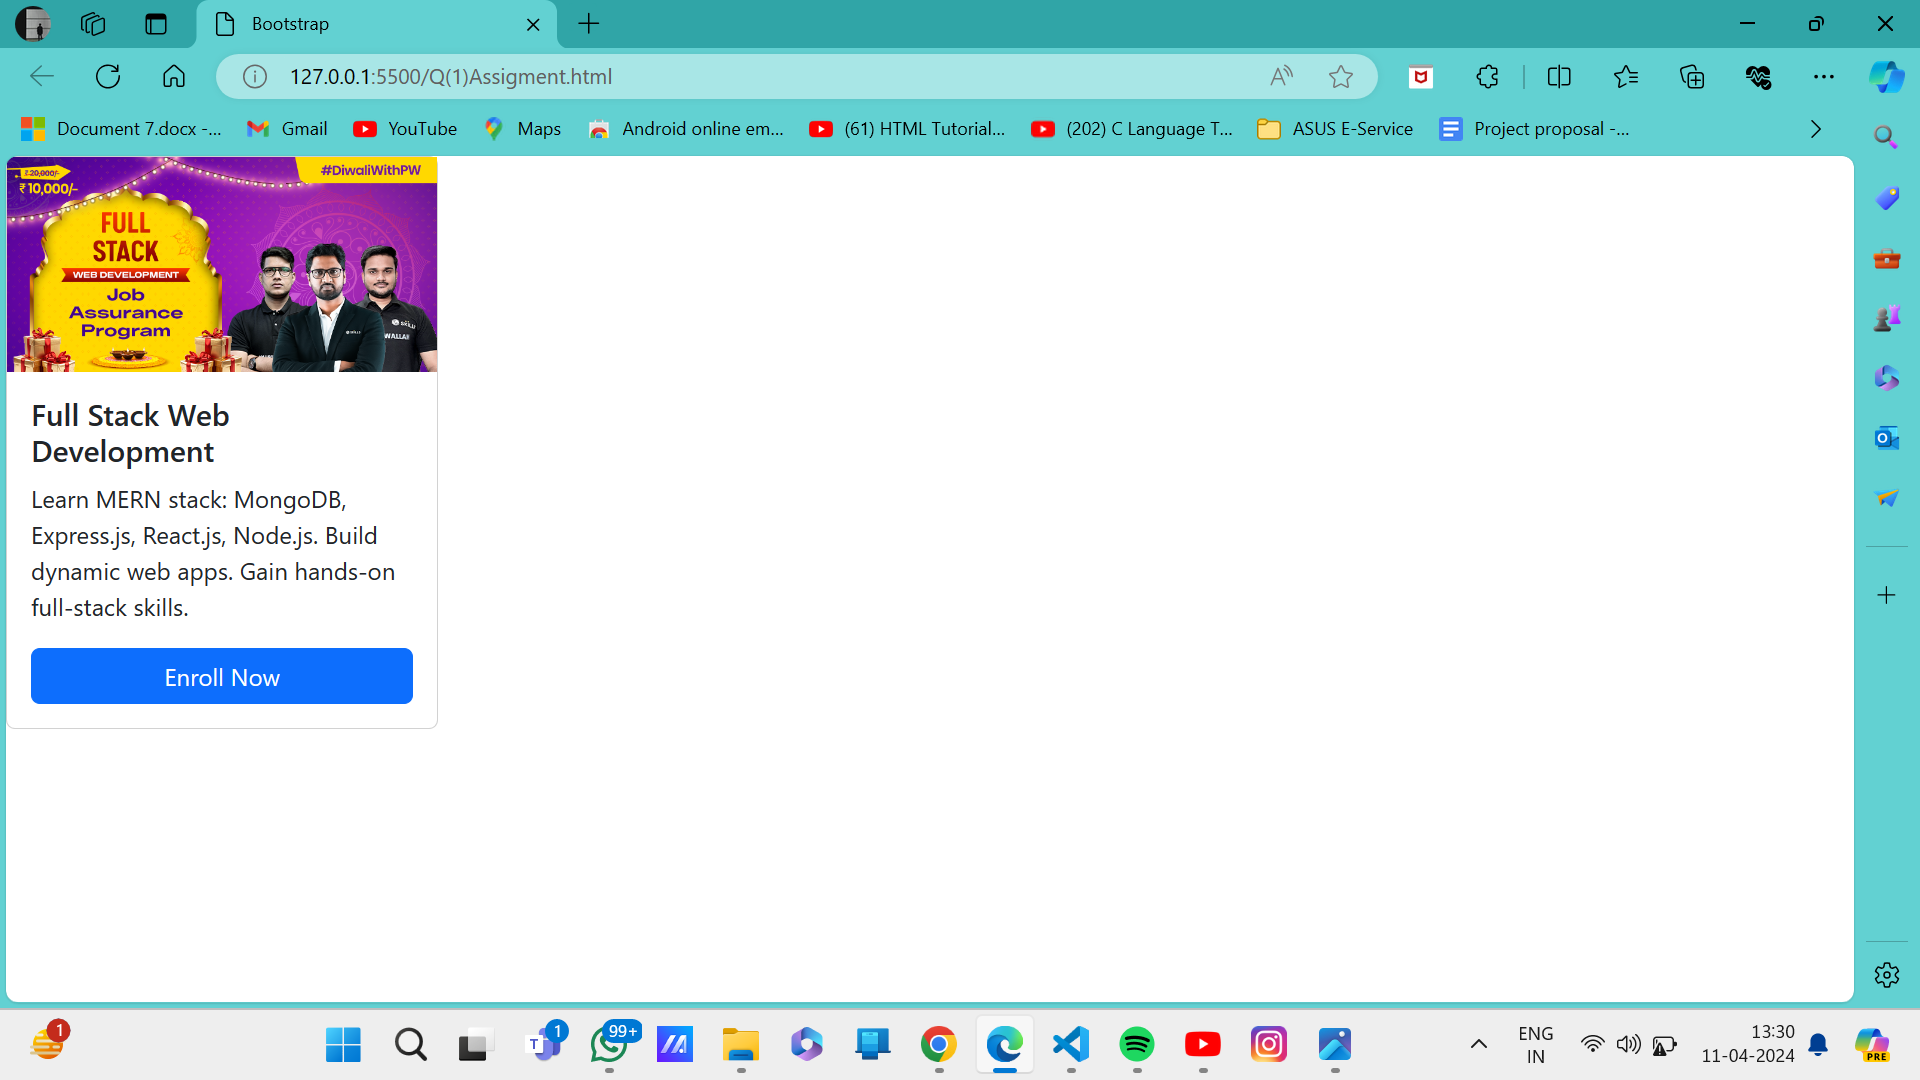 Bootstrap
127.0.0.1:5500/Q(1)Assigment.html
Document 7.docx -...
Gmail
YouTube
Maps
Android online em...
(61) HTML Tutorial...
(202) C Language T...
ASUS E-Service
Project proposal -...
₹ 20,000/-
₹ 10,000/-
#DiwaliWithPW
FULL
STACK
WEB DEVELOPMENT
Job
Assurance
Program
Full Stack Web
Development
Learn MERN stack: MongoDB,
Express.js, React.js, Node.js. Build
dynamic web apps. Gain hands-on
full-stack skills.
Enroll Now
1
T
1
99+
ENG
IN
13:30
11-04-2024
PRE